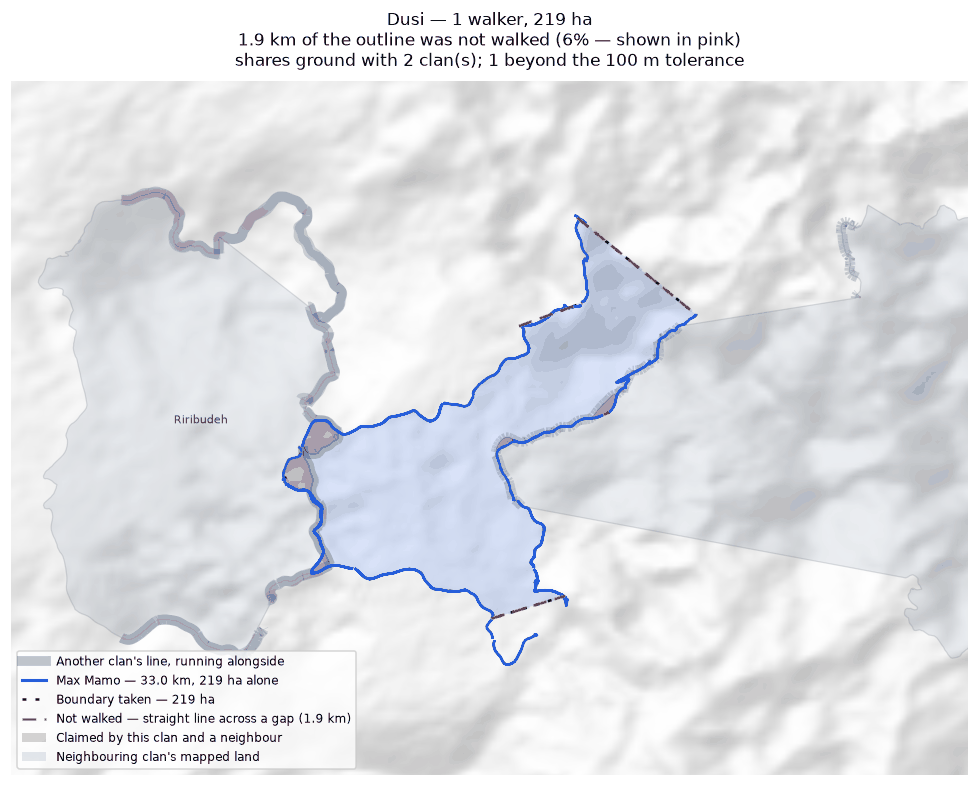 Dusi — 1 walker, 219 ha
1.9 km of the outline was not walked (6% — shown in pink)
shares ground with 2 clan(s); 1 beyond the 100 m tolerance
Riribudeh
Another clan's line, running alongside
Max Mamo — 33.0 km, 219 ha alone
Boundary taken — 219 ha
Not walked — straight line across a gap (1.9 km)
Claimed by this clan and a neighbour
Neighbouring clan's mapped land